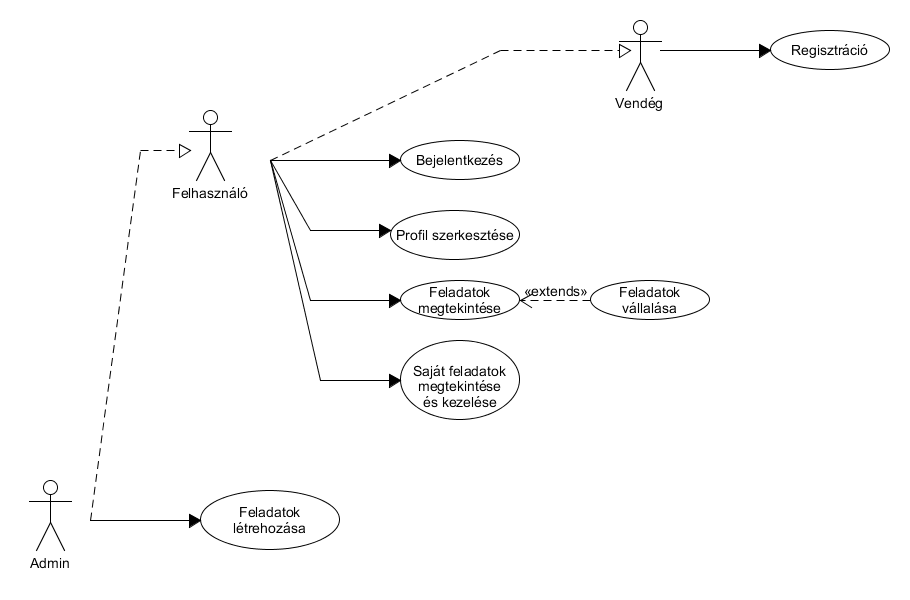 Vendég
Regisztráció
Felhasználó
Bejelentkezés
Profil szerkesztése
Feladatok
megtekintése
«extends»
Feladatok
vállalása
Saját feladatok
megtekintése
és kezelése
Admin
Feladatok
létrehozása